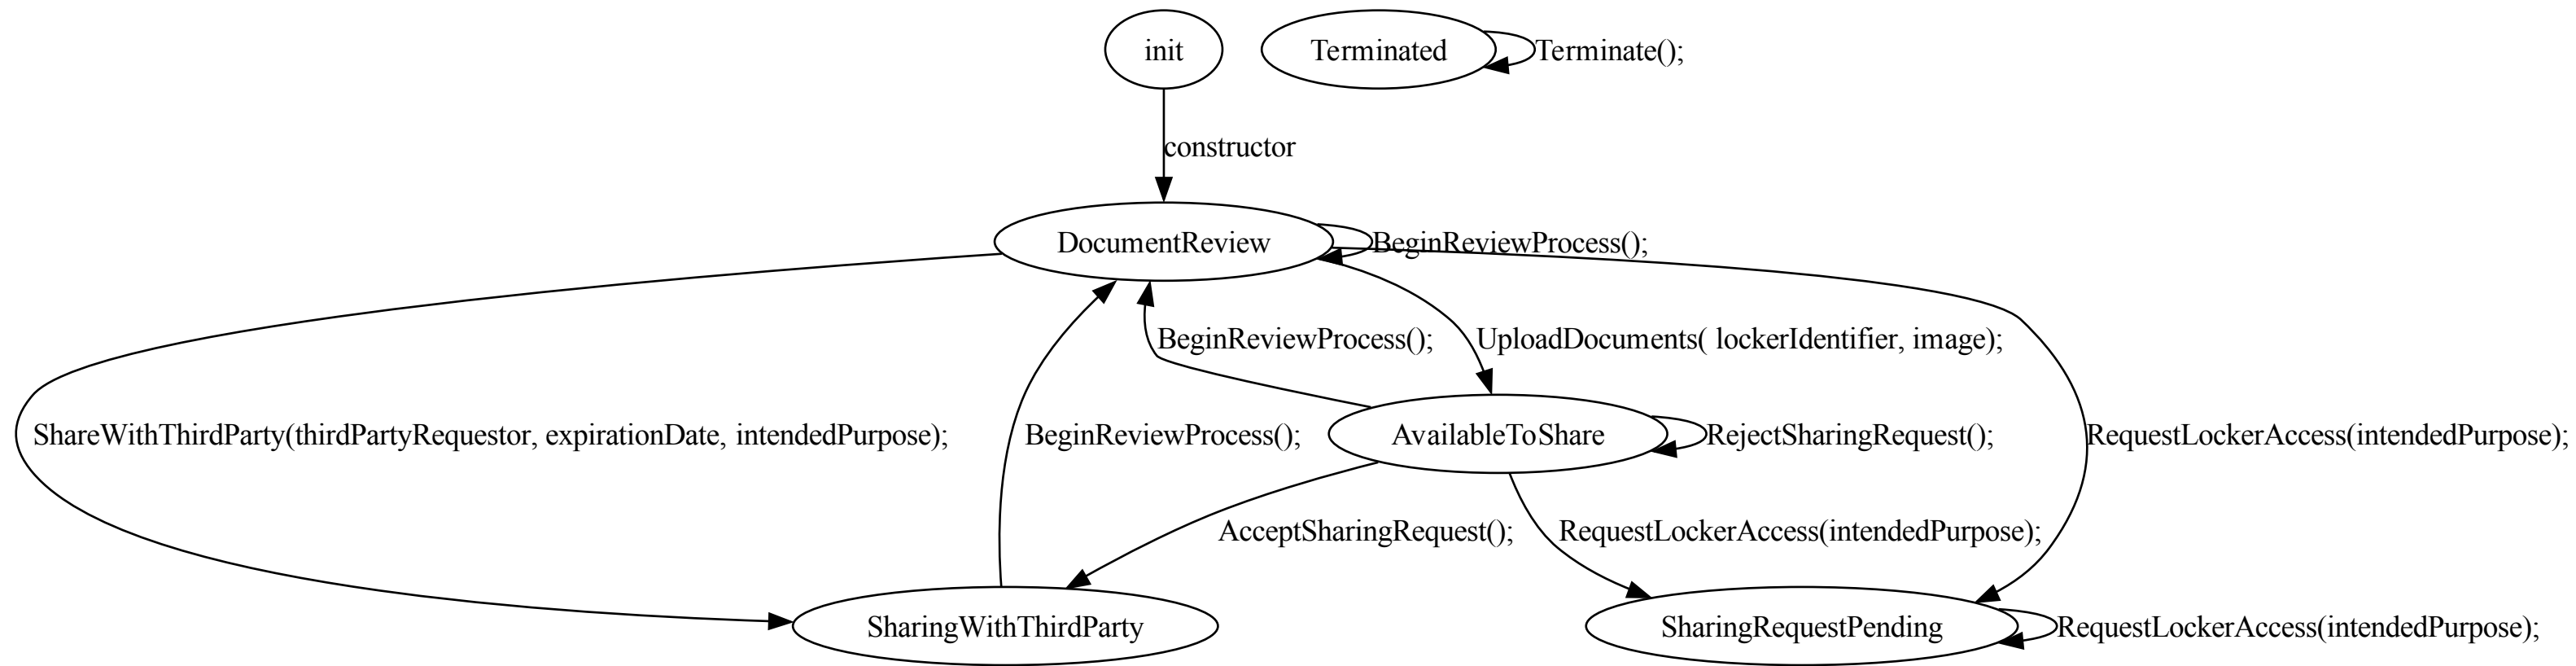 init
Terminated
Terminate();
constructor
DocumentReview
BeginReviewProcess();
BeginReviewProcess();
UploadDocuments( lockerIdentifier, image);
ShareWithThirdParty(thirdPartyRequestor, expirationDate, intendedPurpose);
BeginReviewProcess();
AvailableToShare
RejectSharingRequest();
RequestLockerAccess(intendedPurpose);
AcceptSharingRequest();
RequestLockerAccess(intendedPurpose);
SharingWithThirdParty
SharingRequestPending
RequestLockerAccess(intendedPurpose);